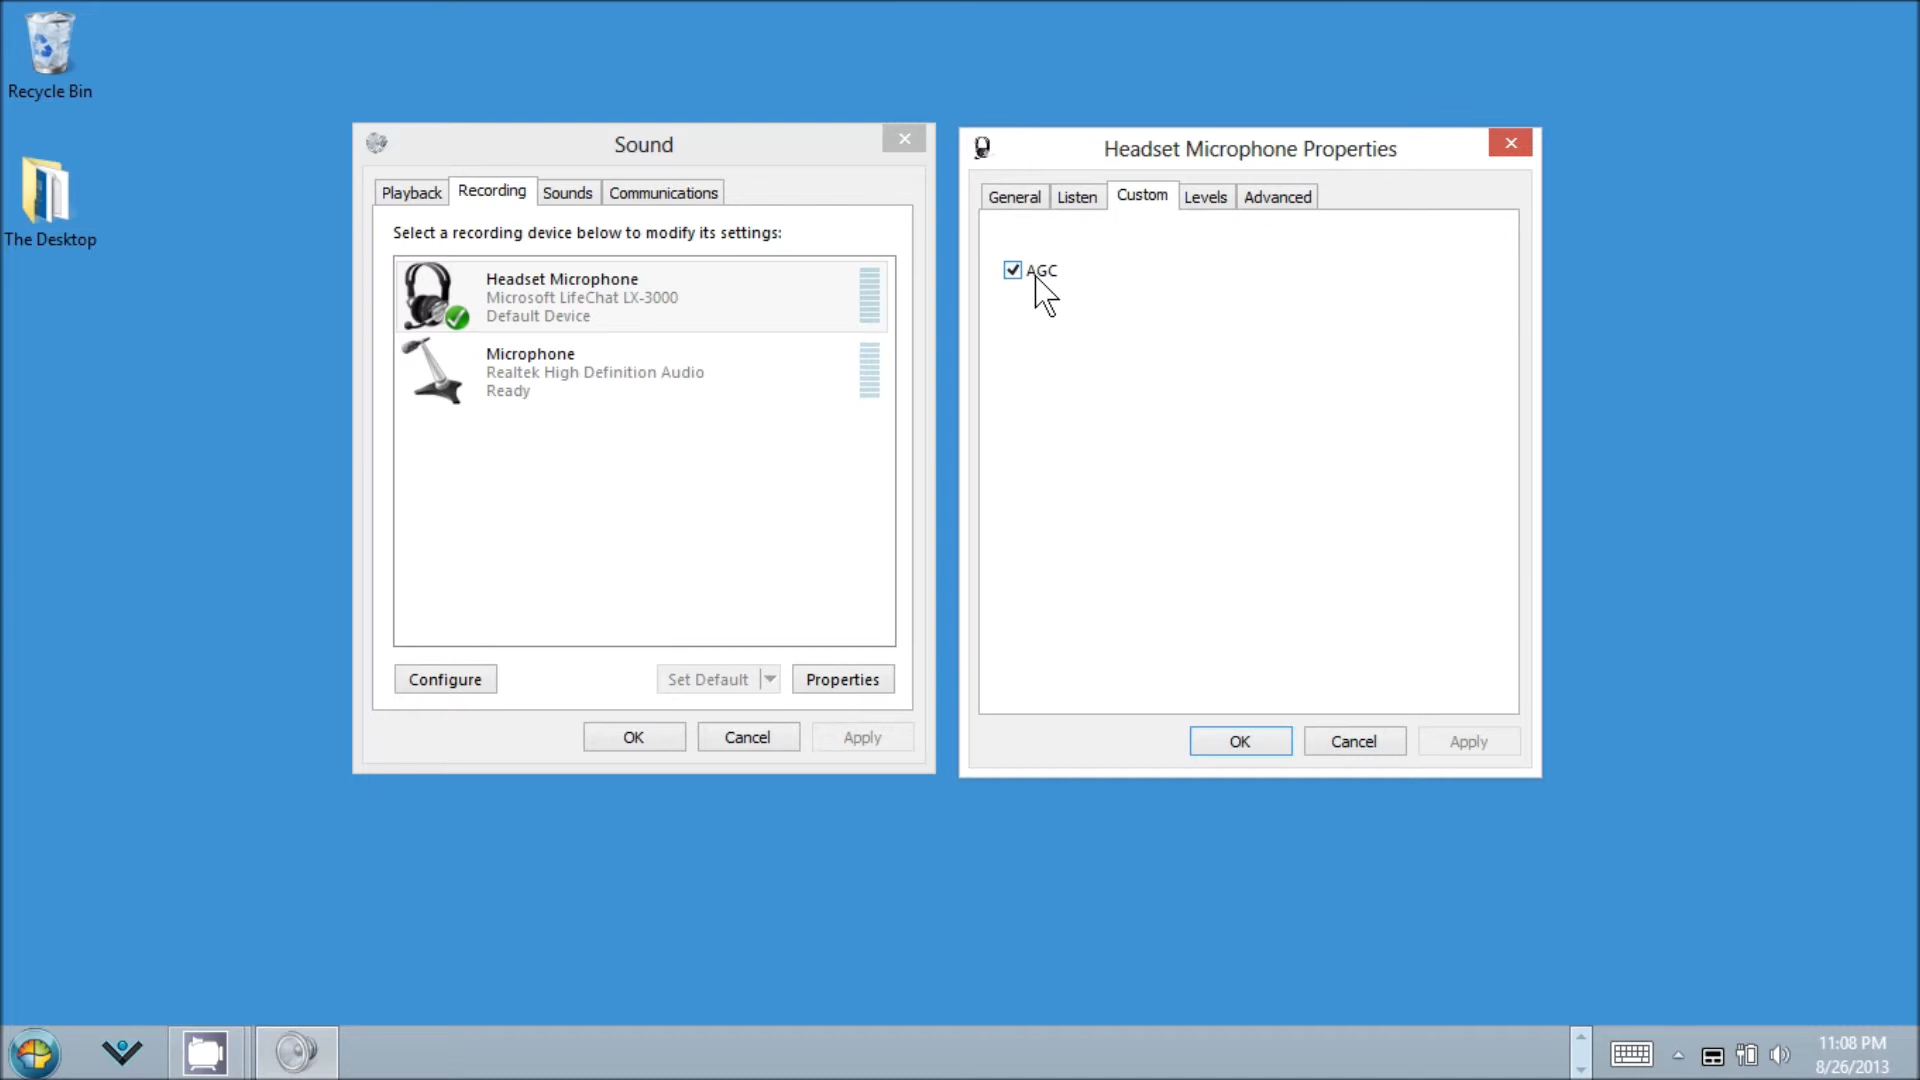 Recycle Bin
The Desktop
Sound
Playback
Recording
Sounds
Communications
Select a recording device below to modify its settings:
Headset Microphone
Microsoft LifeChat LX-3000
Default Device
Microphone
Realtek High Definition Audio
Ready
Configure
Set Default
Properties
OK
Cancel
Apply
Headset Microphone Properties
General
Listen
Custom
Levels
Advanced
AGC
OK
Cancel
Apply
11:08 PM
8/26/2013